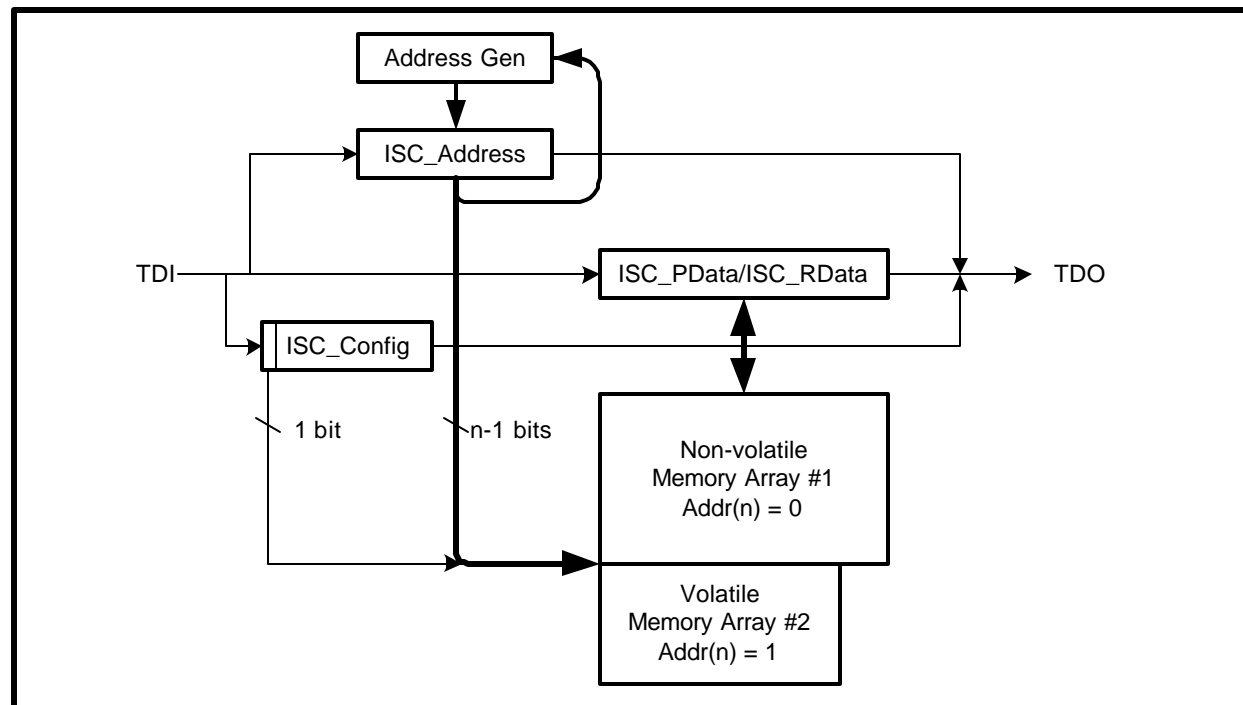 Address Gen
ISC_Address
TDI
ISC_PData/ISC_RData
TDO
ISC_Config
1 bit
n-1 bits
Non-volatile
Memory Array #1
Addr(n) = 0
Volatile
Memory Array #2
Addr(n) = 1